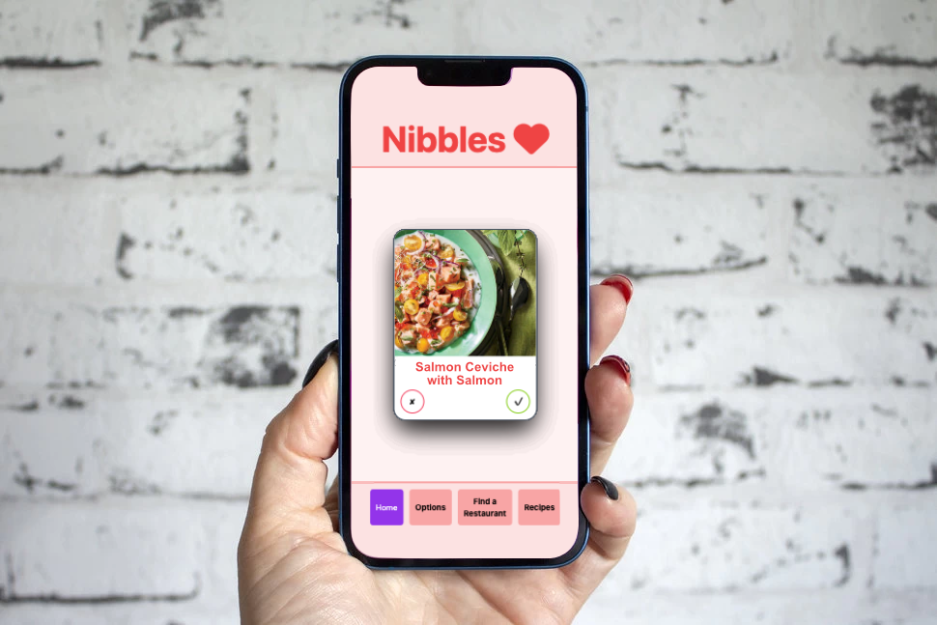 Nibbles
Salmon Ceviche
with Salmon
Home
Options
Find a
Restaurant
Recipes